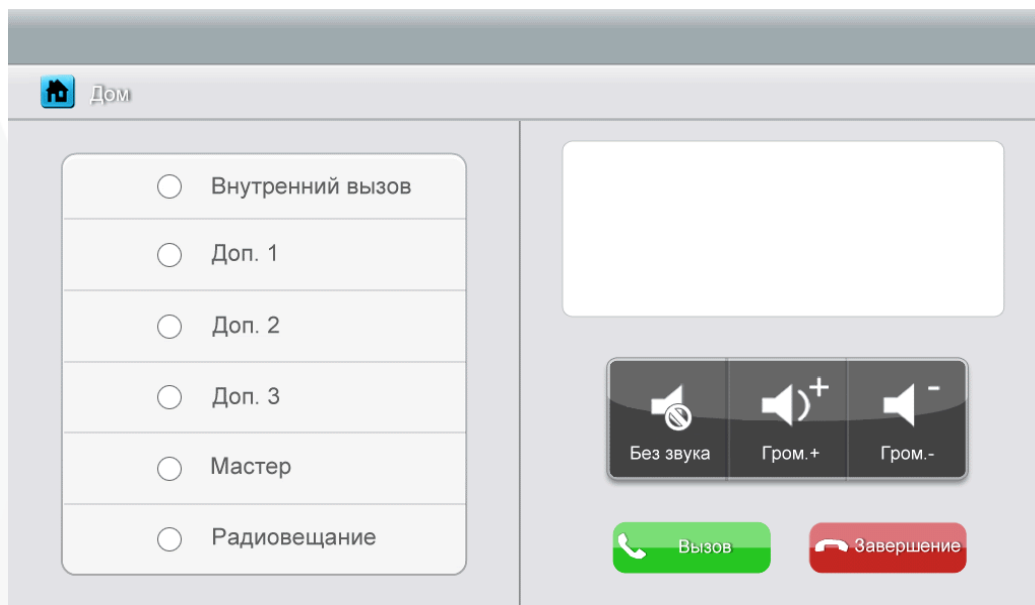 Дом
Внутренний вызов
Доп. 1
Доп. 2
Доп. 3
Мастер
Радиовещание
Без звука
Гром.+
Гром.-
Вызов
Завершение